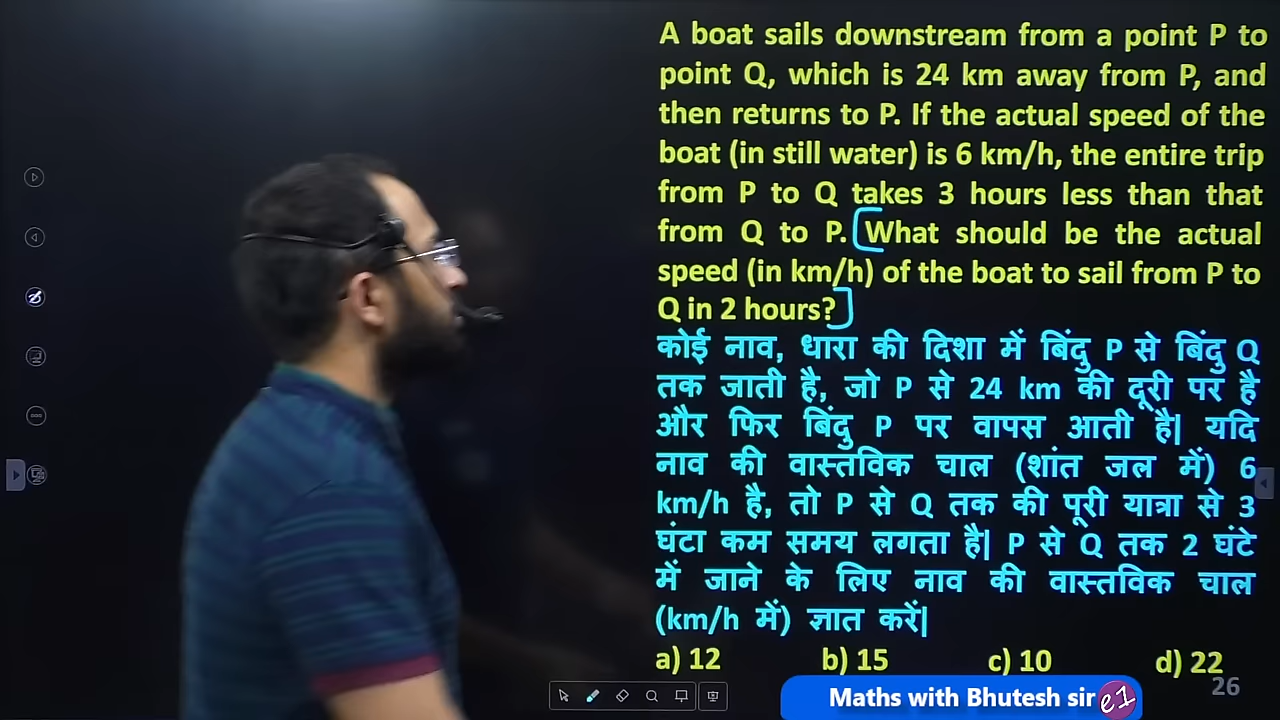 A boat sails downstream from a point P to
point Q, which is 24 km away from P, and
then returns to P. If the actual speed of the
boat (in still water) is 6 km/h, the entire trip
from P to Q takes 3 hours less than that
from Q to P. What should be the actual
speed (in km/h) of the boat to sail from P to
Q in 2 hours?
कोई नाव, धारा की दिशा में बिंदु P से बिंदु Q
तक जाती है, जो P से 24 km की दूरी पर है
और फिर बिंदु P पर वापस आती है| यदि
नाव की वास्तविक चाल (शांत जल में) 6
km/h है, तो P से Q तक की पूरी यात्रा से 3
घंटा कम समय लगता है| P से Q तक 2 घंटे
में जाने के लिए नाव की वास्तविक चाल
(km/h में) ज्ञात करें|
a) 12 b) 15 c) 10 d) 22
26
Maths with Bhutesh sir e1